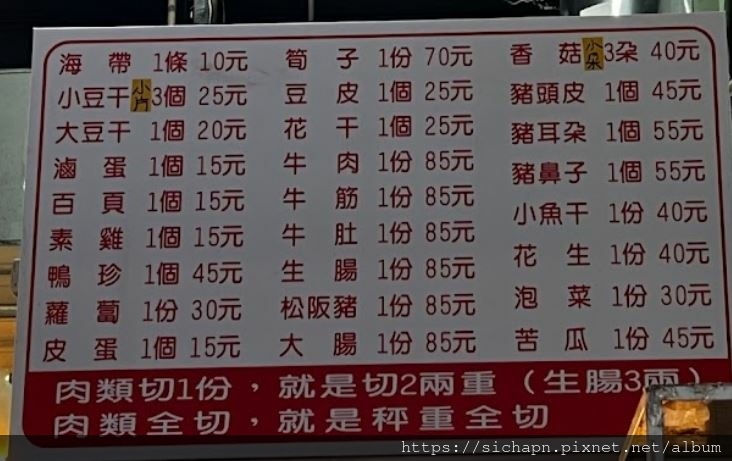 海帶 1條 10元
小豆干 小片 3個 25元
大豆干 1個 20元
滷蛋 1個 15元
百頁 1個 15元
素雞 1個 15元
鴨珍 1個 45元
蘿蔔 1份 30元
皮蛋 1個 15元
筍子 1份 70元
豆皮 1個 25元
花干 1個 25元
牛肉 1份 85元
牛筋 1份 85元
牛肚 1份 85元
生腸 1份 85元
松阪豬 1份 85元
大腸 1份 85元
香菇 小朵 3朵 40元
豬頭皮 1個 45元
豬耳朵 1個 55元
豬鼻子 1個 55元
小魚干 1份 40元
花生 1份 40元
泡菜 1份 30元
苦瓜 1份 45元
肉類切1份，就是切2兩重（生腸3兩）
肉類全切，就是秤重全切
https://sichapn.pixnet.net/album